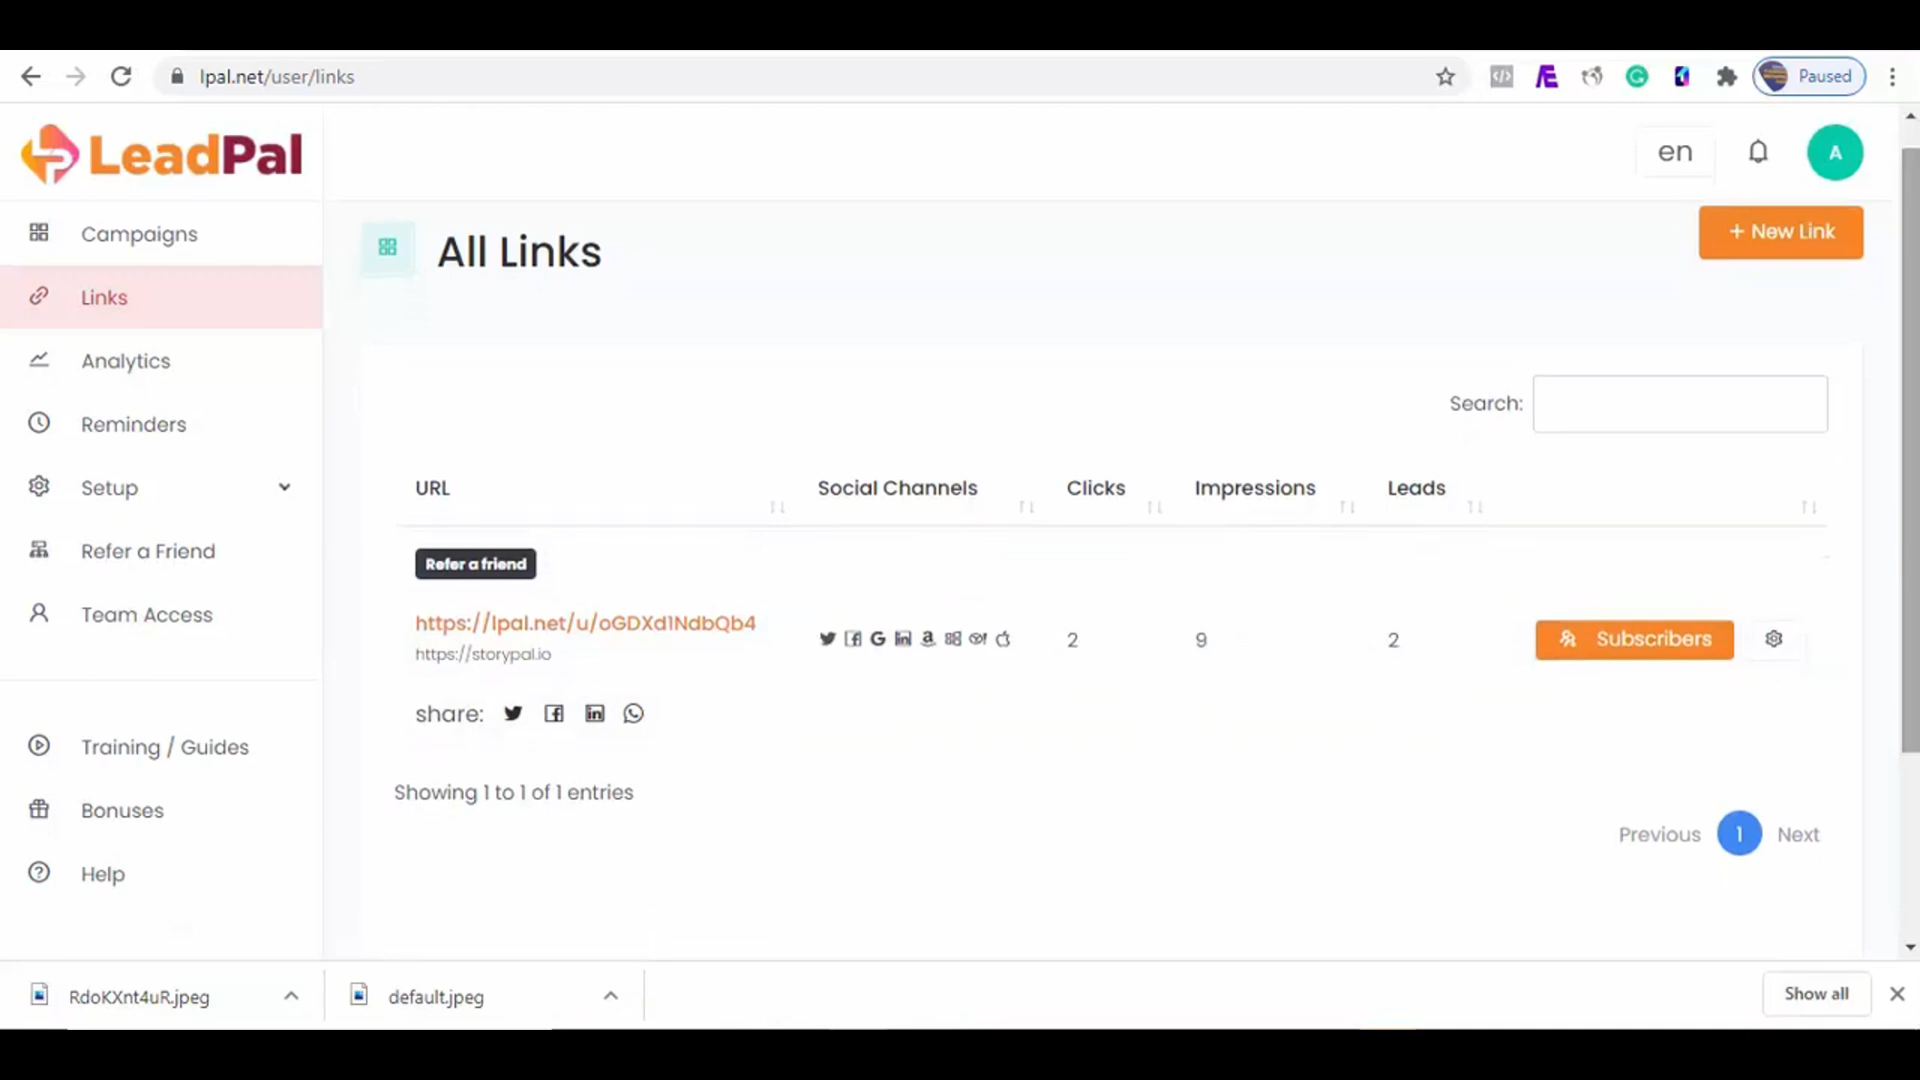 lpal.net/user/links
Paused
LeadPal
en
A
Campaigns
Links
Analytics
Reminders
Setup
Refer a Friend
Team Access
Training / Guides
Bonuses
Help
All Links
+ New Link
Search:
URL Social Channels Clicks Impressions Leads
Refer a friend
https://lpal.net/u/oGDXd1NdbQb4
https://storypal.io
2 9 2 Subscribers
share:
Showing 1 to 1 of 1 entries
Previous 1 Next
RdoKXnt4uR.jpeg default.jpeg Show all